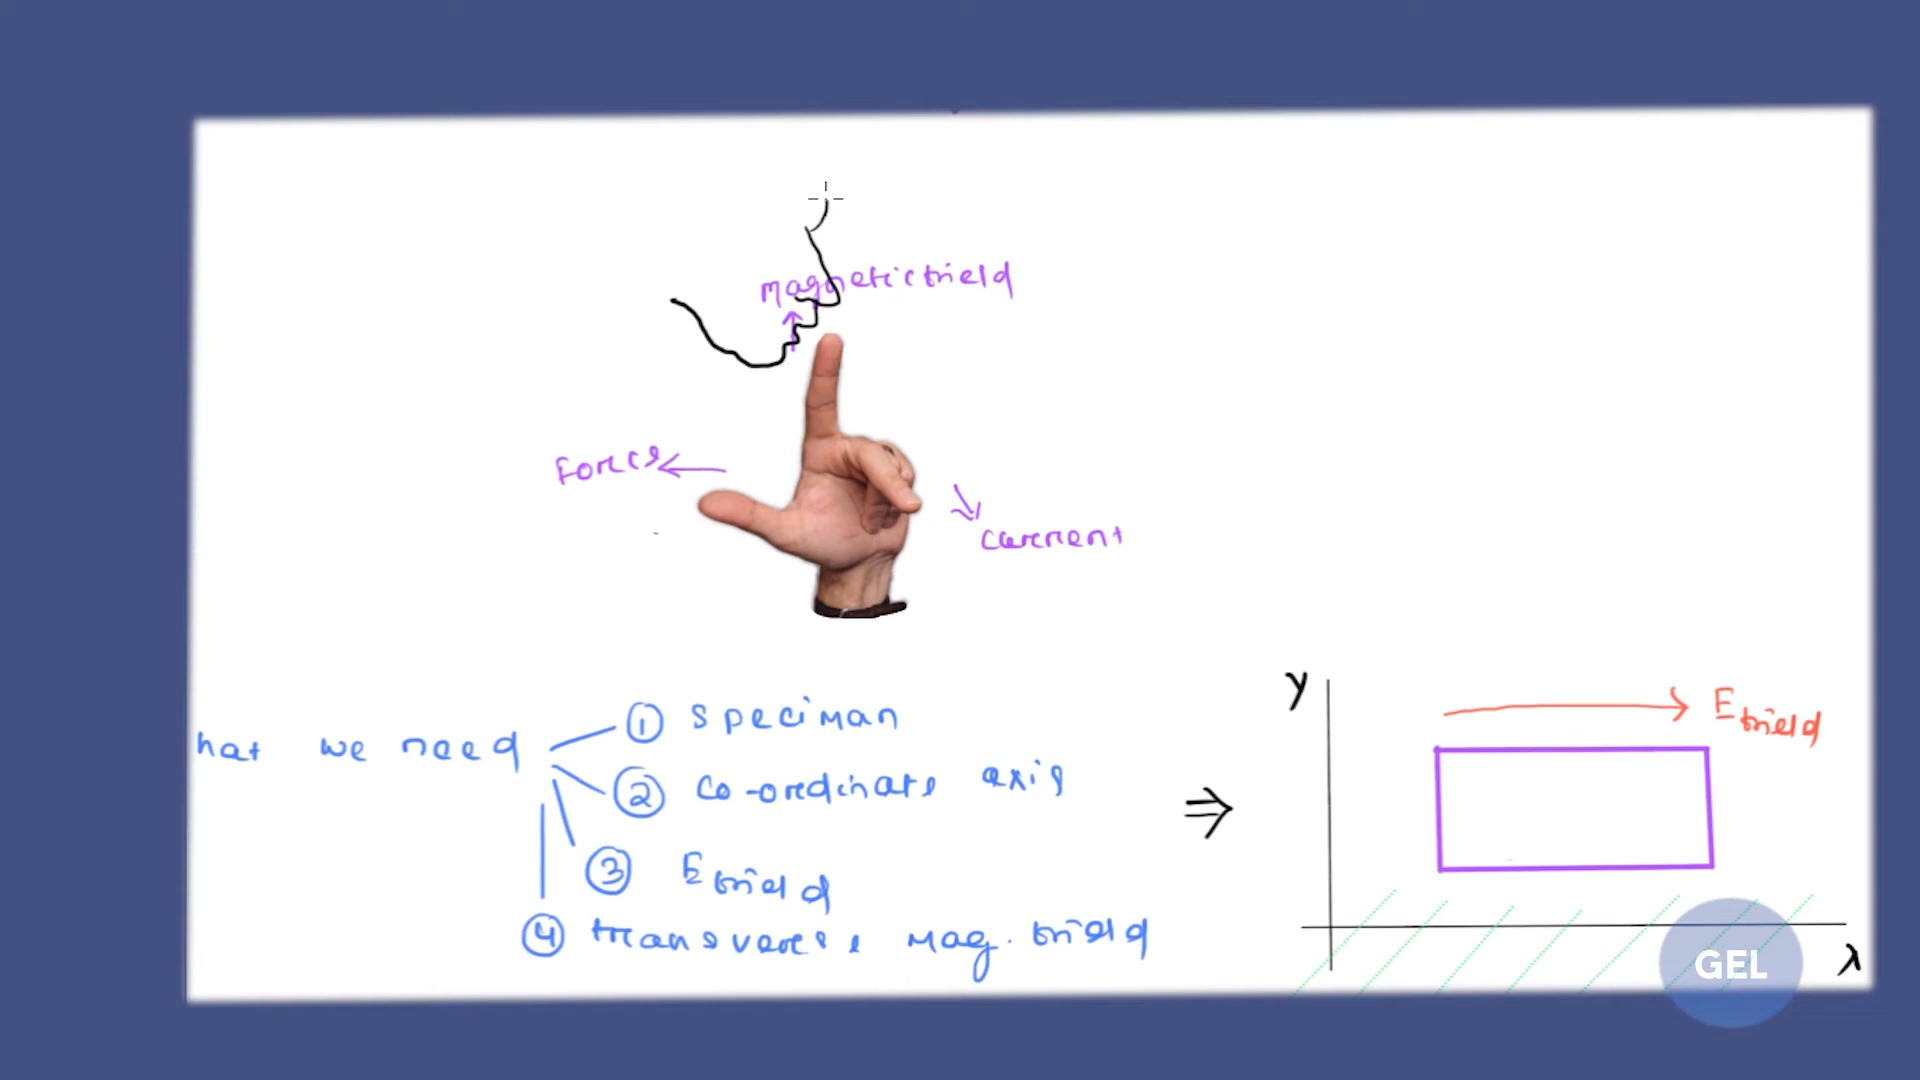 Magnetic field
Force
Current
hat we need
① Speciman
② Co-ordinate axis
③ E field
④ transverse Mag. field
⇒
Y
E field
x
GEL